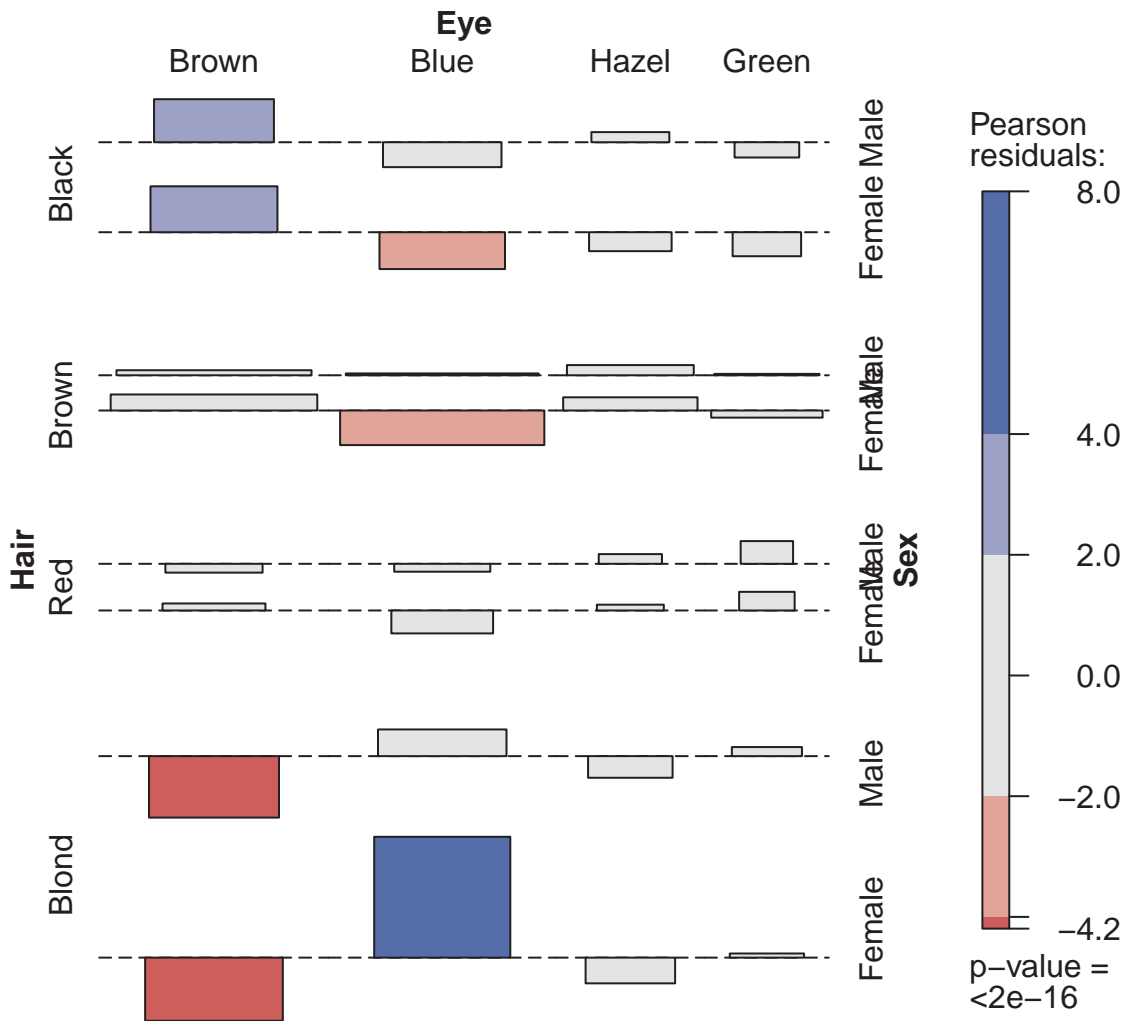 Eye
Brown Blue Hazel Green
Hair
Black
Brown
Red
Blond
Male
Female
Male
Female
Male
Female
Male
Female
Sex
Pearson
residuals:
8.0
4.0
2.0
0.0
−2.0
−4.2
p−value =
<2e−16